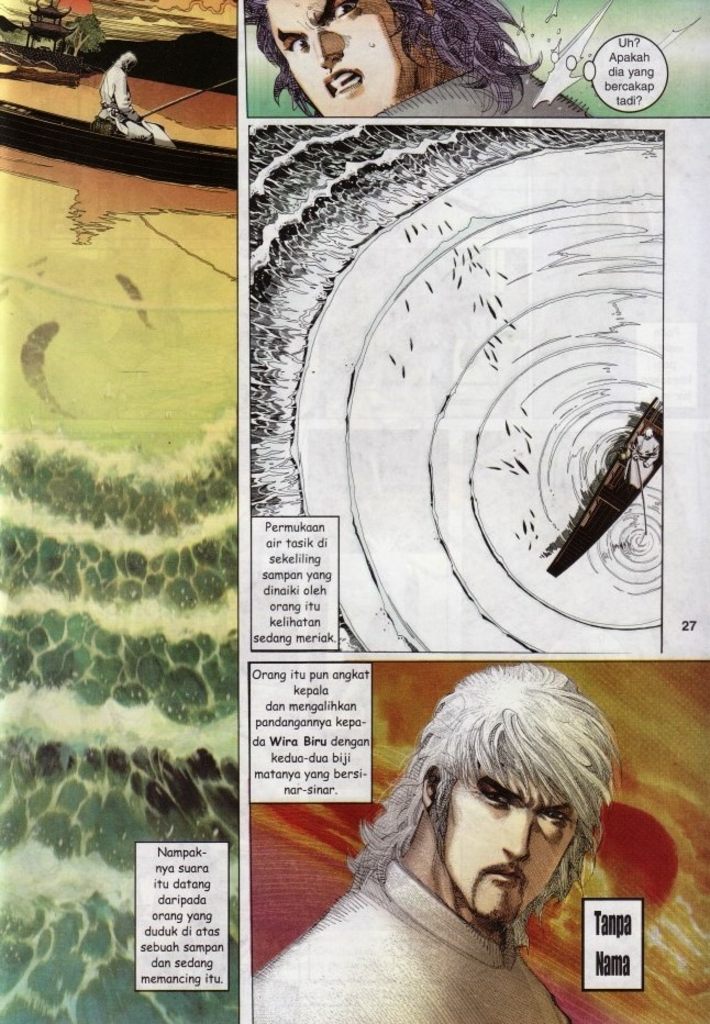 Nampak-
nya suara
itu datang
daripada
orang yang
duduk di atas
sebuah sampan
dan sedang
memancing itu.
Uh?
Apakah
dia yang
bercakap
tadi?
Permukaan
air tasik di
sekeliling
sampan yang
dinaiki oleh
orang itu
kelihatan
sedang meriak.
27
Orang itu pun angkat
kepala
dan mengalihkan
pandangannya kepa-
da Wira Biru dengan
kedua-dua biji
matanya yang bersi-
nar-sinar.
Tanpa
Nama